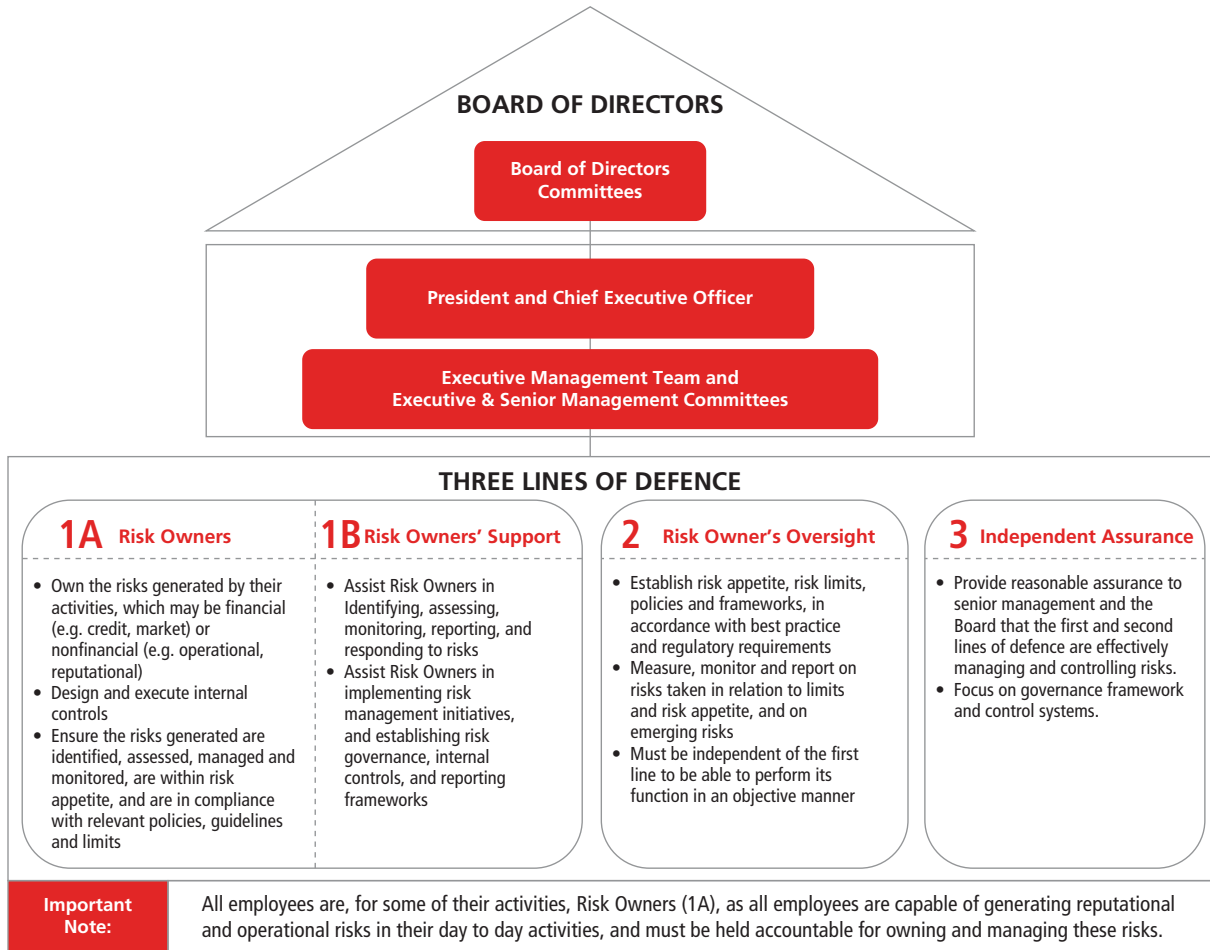 BOARD OF DIRECTORS
Board of Directors
Committees
President and Chief Executive Officer
Executive Management Team and
Executive & Senior Management Committees
THREE LINES OF DEFENCE
1A Risk Owners
• Own the risks generated by their
activities, which may be financial
(e.g. credit, market) or
nonfinancial (e.g. operational,
reputational)
• Design and execute internal
controls
• Ensure the risks generated are
identified, assessed, managed and
monitored, are within risk
appetite, and are in compliance
with relevant policies, guidelines
and limits
1B Risk Owners' Support
• Assist Risk Owners in
Identifying, assessing,
monitoring, reporting, and
responding to risks
• Assist Risk Owners in
implementing risk
management initiatives,
and establishing risk
governance, internal
controls, and reporting
frameworks
2 Risk Owner's Oversight
• Establish risk appetite, risk limits,
policies and frameworks, in
accordance with best practice
and regulatory requirements
• Measure, monitor and report on
risks taken in relation to limits
and risk appetite, and on
emerging risks
• Must be independent of the first
line to be able to perform its
function in an objective manner
3 Independent Assurance
• Provide reasonable assurance to
senior management and the
Board that the first and second
lines of defence are effectively
managing and controlling risks.
• Focus on governance framework
and control systems.
Important
Note:
All employees are, for some of their activities, Risk Owners (1A), as all employees are capable of generating reputational
and operational risks in their day to day activities, and must be held accountable for owning and managing these risks.